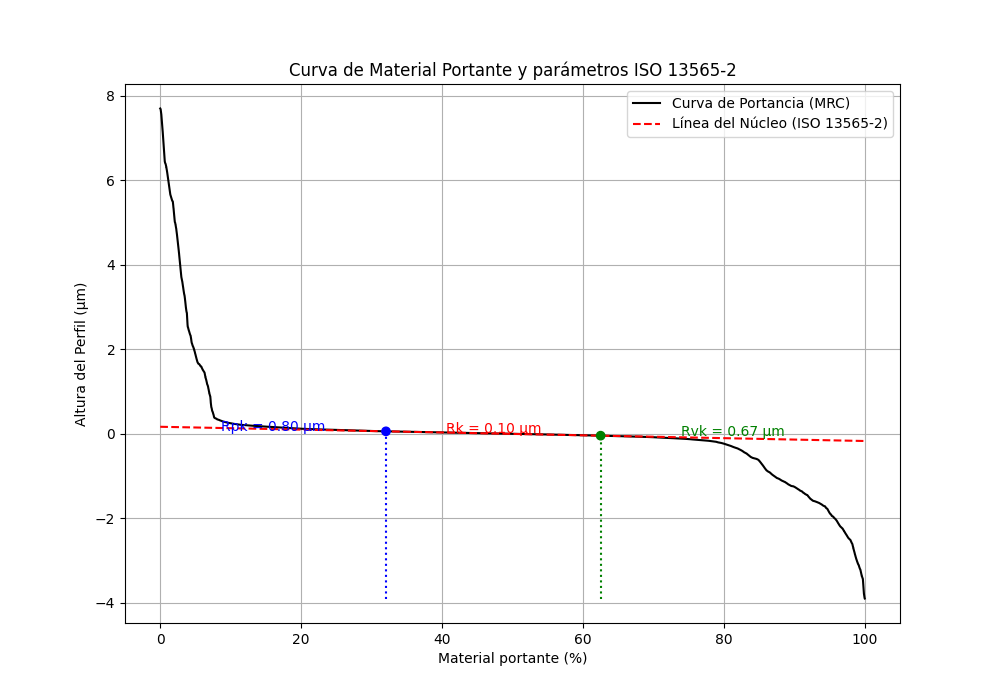 Curva de Material Portante y parámetros ISO 13565-2
Curva de Portancia (MRC)
Línea del Núcleo (ISO 13565-2)
Altura del Perfil (μm)
8
6
4
2
0
−2
−4
Rpk = 0.80 μm
Rk = 0.10 μm
Rvk = 0.67 μm
0
20
40
60
80
100
Material portante (%)